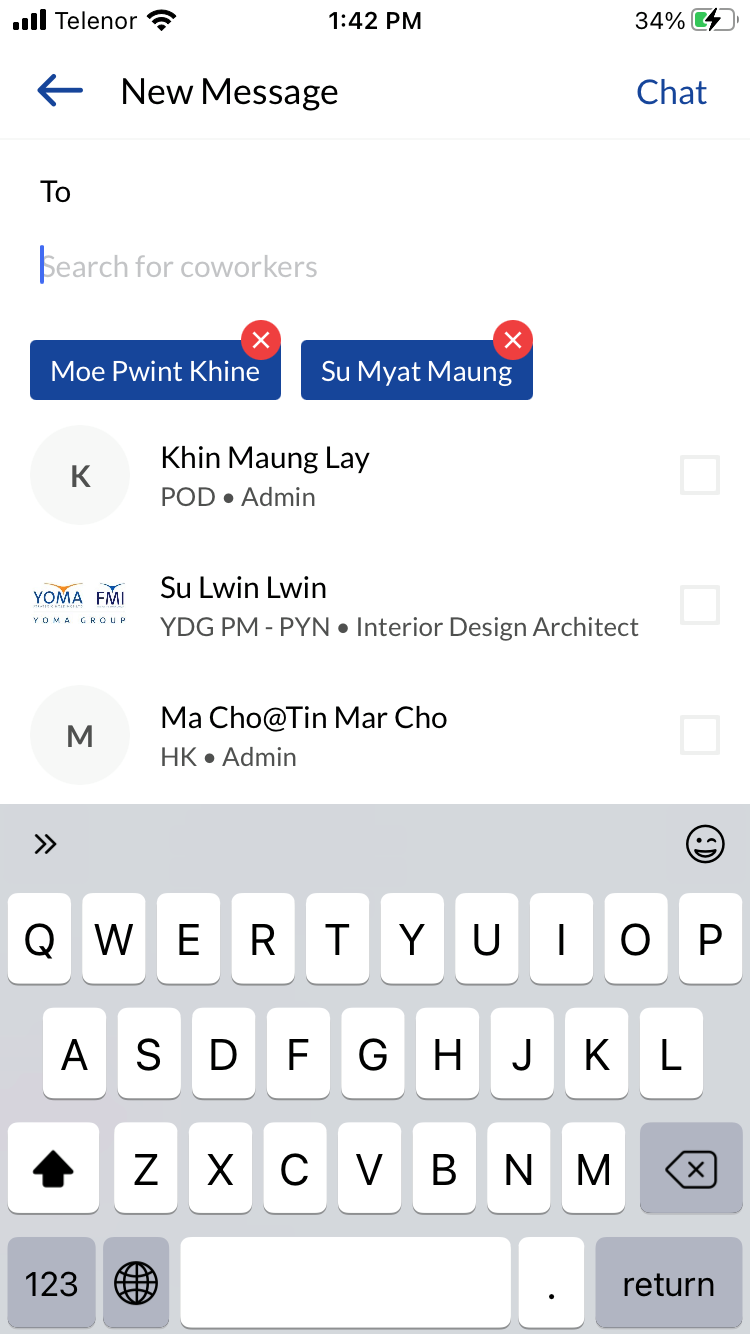 Telenor 1:42 PM 34%
New Message Chat
To
Search for coworkers
Moe Pwint Khine Su Myat Maung
K
Khin Maung Lay
POD • Admin
YOMA FMI
YOMA GROUP
Su Lwin Lwin
YDG PM - PYN • Interior Design Architect
M
Ma Cho@Tin Mar Cho
HK • Admin
Q W E R T Y U I O P
A S D F G H J K L
Z X C V B N M
123 . return